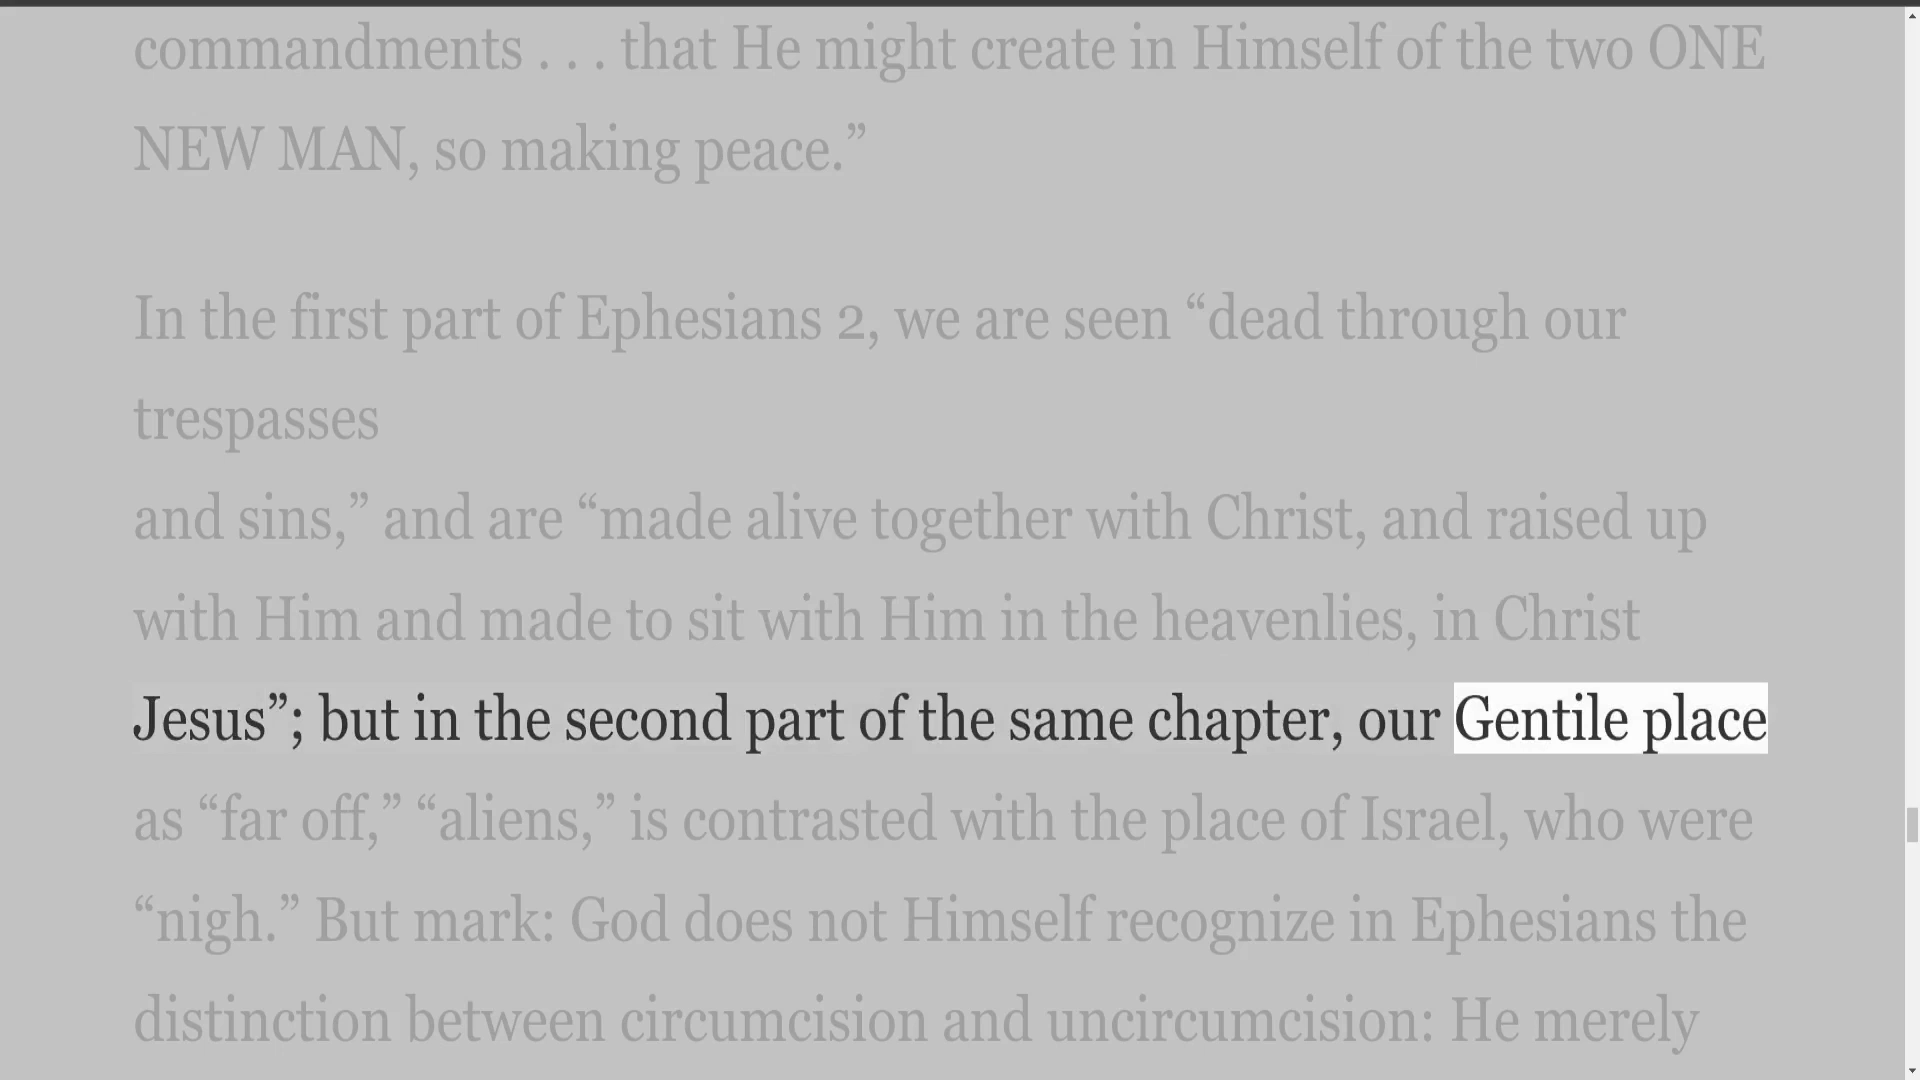 commandments . . . that He might create in Himself of the two ONE
NEW MAN, so making peace.”
In the first part of Ephesians 2, we are seen “dead through our
trespasses
and sins,” and are “made alive together with Christ, and raised up
with Him and made to sit with Him in the heavenlies, in Christ
Jesus”; but in the second part of the same chapter, our Gentile place
as “far off,” “aliens,” is contrasted with the place of Israel, who were
“nigh.” But mark: God does not Himself recognize in Ephesians the
distinction between circumcision and uncircumcision: He merely